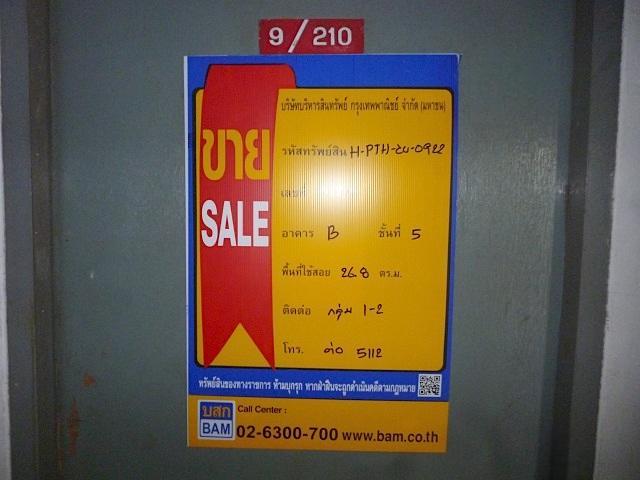 9/210
บริษัทบริหารสินทรัพย์ กรุงเทพพาณิชย์ จำกัด (มหาชน)
ขาย
SALE
รหัสทรัพย์สิน H-PTH-ฆบ-0922
เลขที่
อาคาร B ชั้นที่ 5
พื้นที่ใช้สอย 26.8 ตร.ม.
ติดต่อ กลุ่ม 1-2
โทร. ต่อ 5112
ทรัพย์สินของทางราชการ ห้ามบุกรุก หากฝ่าฝืนจะถูกดำเนินคดีตามกฎหมาย
บสก
BAM
Call Center :
02-6300-700 www.bam.co.th